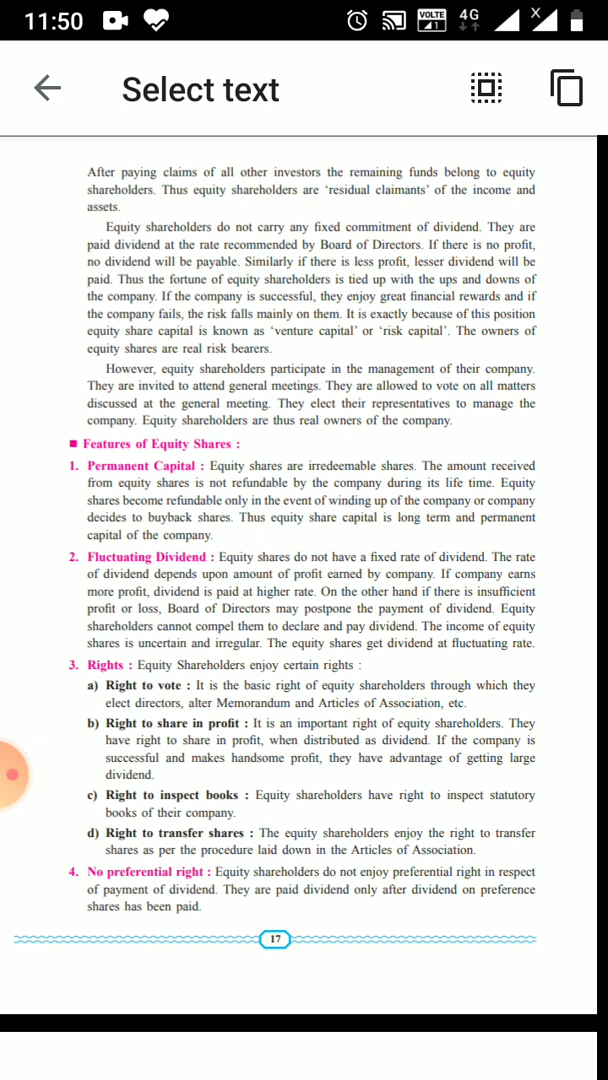 11:50
VOLTE
1
4G
X
Select text
After paying claims of all other investors the remaining funds belong to equity
shareholders. Thus equity shareholders are ‘residual claimants’ of the income and
assets.
Equity shareholders do not carry any fixed commitment of dividend. They are
paid dividend at the rate recommended by Board of Directors. If there is no profit,
no dividend will be payable. Similarly if there is less profit, lesser dividend will be
paid. Thus the fortune of equity shareholders is tied up with the ups and downs of
the company. If the company is successful, they enjoy great financial rewards and if
the company fails, the risk falls mainly on them. It is exactly because of this position
equity share capital is known as ‘venture capital’ or ‘risk capital’. The owners of
equity shares are real risk bearers.
However, equity shareholders participate in the management of their company.
They are invited to attend general meetings. They are allowed to vote on all matters
discussed at the general meeting. They elect their representatives to manage the
company. Equity shareholders are thus real owners of the company.
■ Features of Equity Shares :
1. Permanent Capital : Equity shares are irredeemable shares. The amount received
from equity shares is not refundable by the company during its life time. Equity
shares become refundable only in the event of winding up of the company or company
decides to buyback shares. Thus equity share capital is long term and permanent
capital of the company.
2. Fluctuating Dividend : Equity shares do not have a fixed rate of dividend. The rate
of dividend depends upon amount of profit earned by company. If company earns
more profit, dividend is paid at higher rate. On the other hand if there is insufficient
profit or loss, Board of Directors may postpone the payment of dividend. Equity
shareholders cannot compel them to declare and pay dividend. The income of equity
shares is uncertain and irregular. The equity shares get dividend at fluctuating rate.
3. Rights : Equity Shareholders enjoy certain rights :
a) Right to vote : It is the basic right of equity shareholders through which they
elect directors, alter Memorandum and Articles of Association, etc.
b) Right to share in profit : It is an important right of equity shareholders. They
have right to share in profit, when distributed as dividend. If the company is
successful and makes handsome profit, they have advantage of getting large
dividend.
c) Right to inspect books : Equity shareholders have right to inspect statutory
books of their company.
d) Right to transfer shares : The equity shareholders enjoy the right to transfer
shares as per the procedure laid down in the Articles of Association.
4. No preferential right : Equity shareholders do not enjoy preferential right in respect
of payment of dividend. They are paid dividend only after dividend on preference
shares has been paid.
17